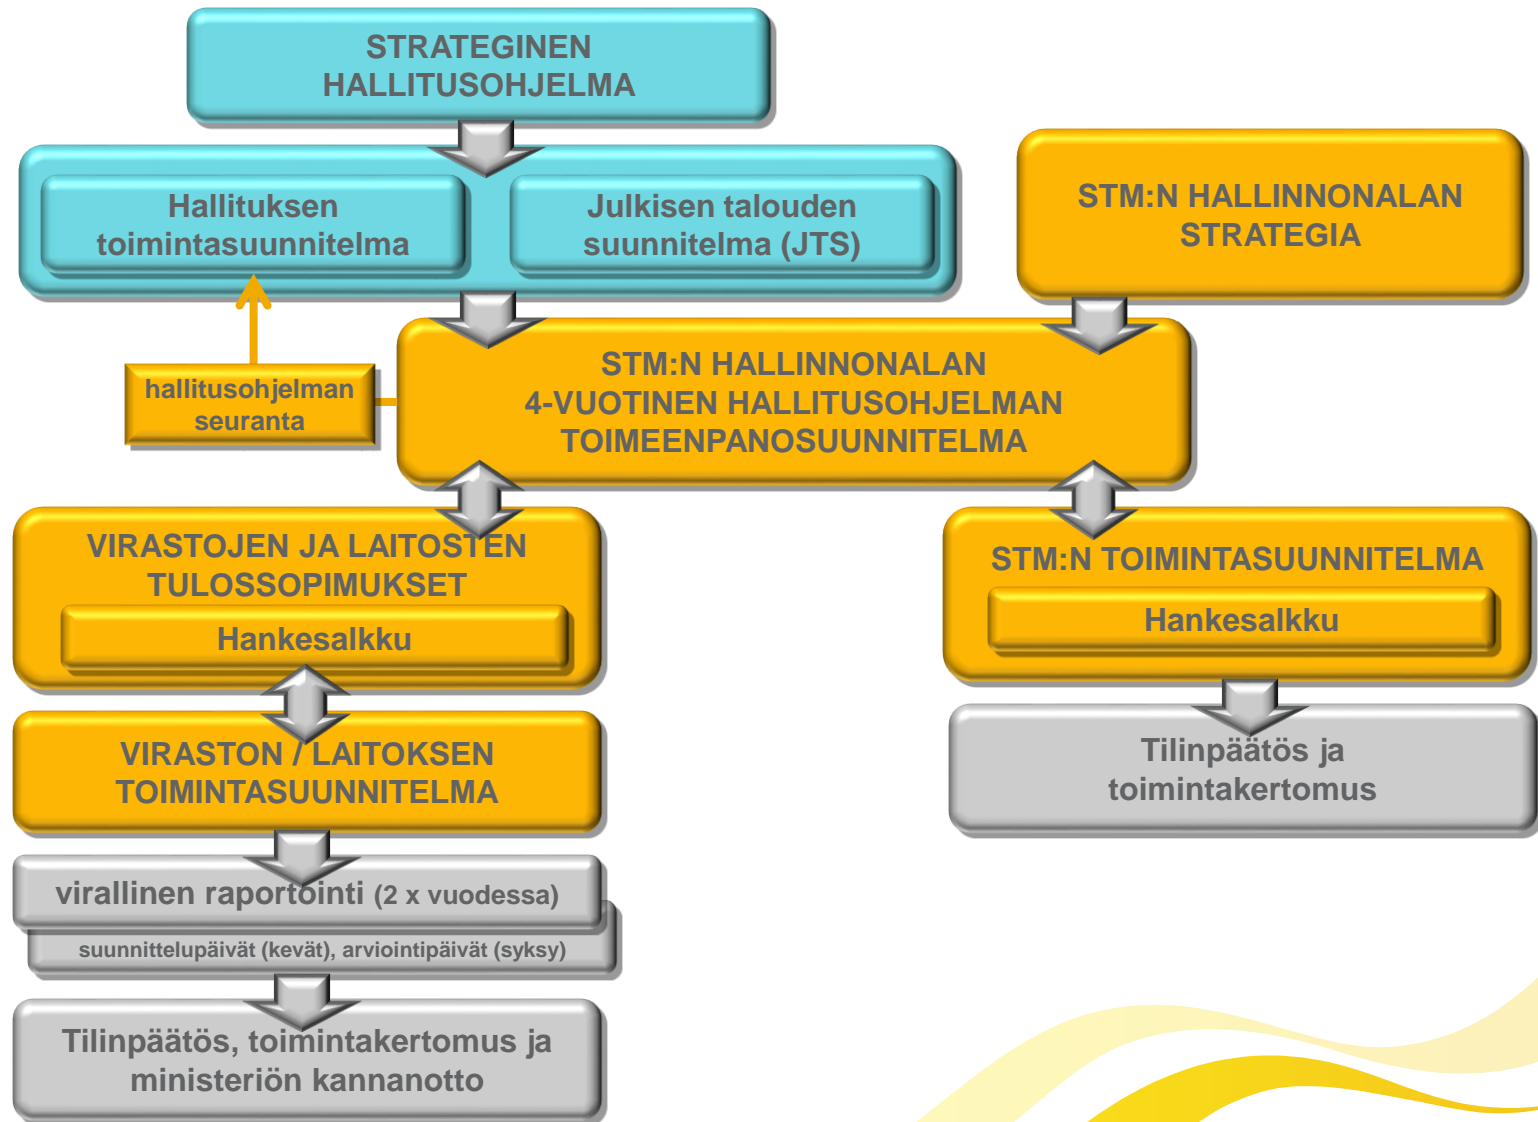 STRATEGINEN
HALLITUSOHJELMA
Hallituksen
toimintasuunnitelma
Julkisen talouden
suunnitelma (JTS)
STM:N HALLINNONALAN
STRATEGIA
hallitusohjelman
seuranta
STM:N HALLINNONALAN
4-VUOTINEN HALLITUSOHJELMAN
TOIMEENPANOSUUNNITELMA
VIRASTOJEN JA LAITOSTEN
TULOSSOPIMUKSET
Hankesalkku
STM:N TOIMINTASUUNNITELMA
Hankesalkku
VIRASTON / LAITOKSEN
TOIMINTASUUNNITELMA
Tilinpäätös ja
toimintakertomus
virallinen raportointi (2 x vuodessa)
suunnittelupäivät (kevät), arviointipäivät (syksy)
Tilinpäätös, toimintakertomus ja
ministeriön kannanotto